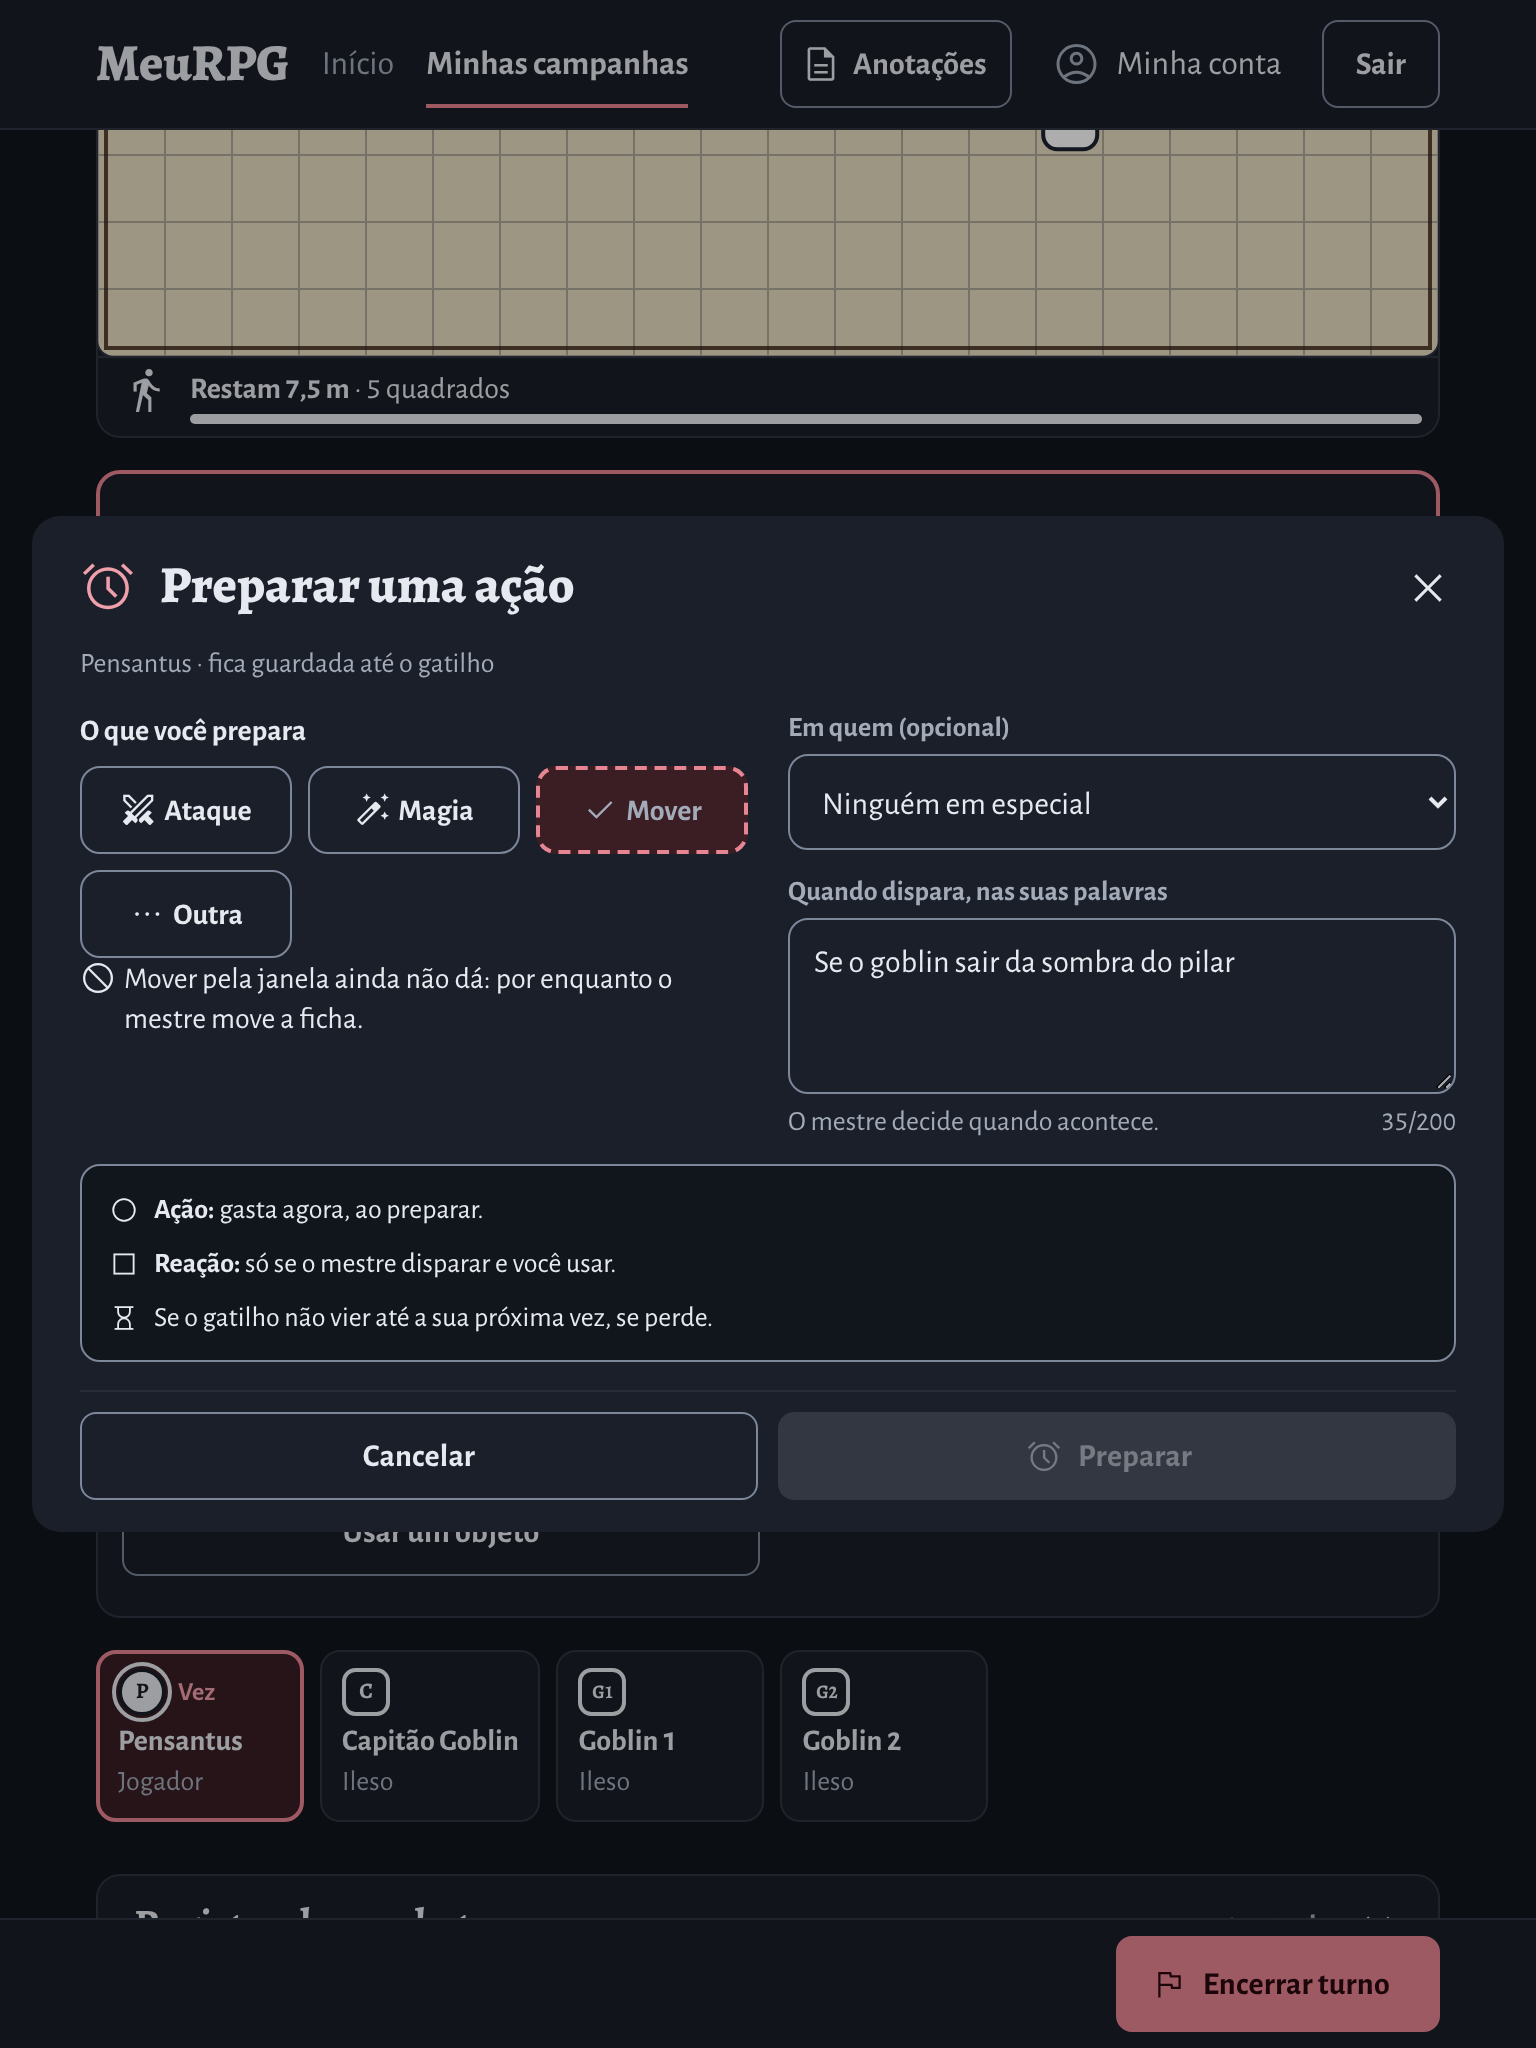 MeuRPG Início Minhas campanhas Anotações Minha conta Sair
Restam 7,5 m · 5 quadrados
Preparar uma ação
Pensantus · fica guardada até o gatilho
O que você prepara
Ataque Magia Mover
Outra
Mover pela janela ainda não dá: por enquanto o
mestre move a ficha.
Em quem (opcional)
Ninguém em especial
Quando dispara, nas suas palavras
Se o goblin sair da sombra do pilar
O mestre decide quando acontece. 35/200
Ação: gasta agora, ao preparar.
Reação: só se o mestre disparar e você usar.
Se o gatilho não vier até a sua próxima vez, se perde.
Cancelar Preparar
Usar um objeto
P Vez
Pensantus
Jogador
C
Capitão Goblin
Ileso
G1
Goblin 1
Ileso
G2
Goblin 2
Ileso
Encerrar turno